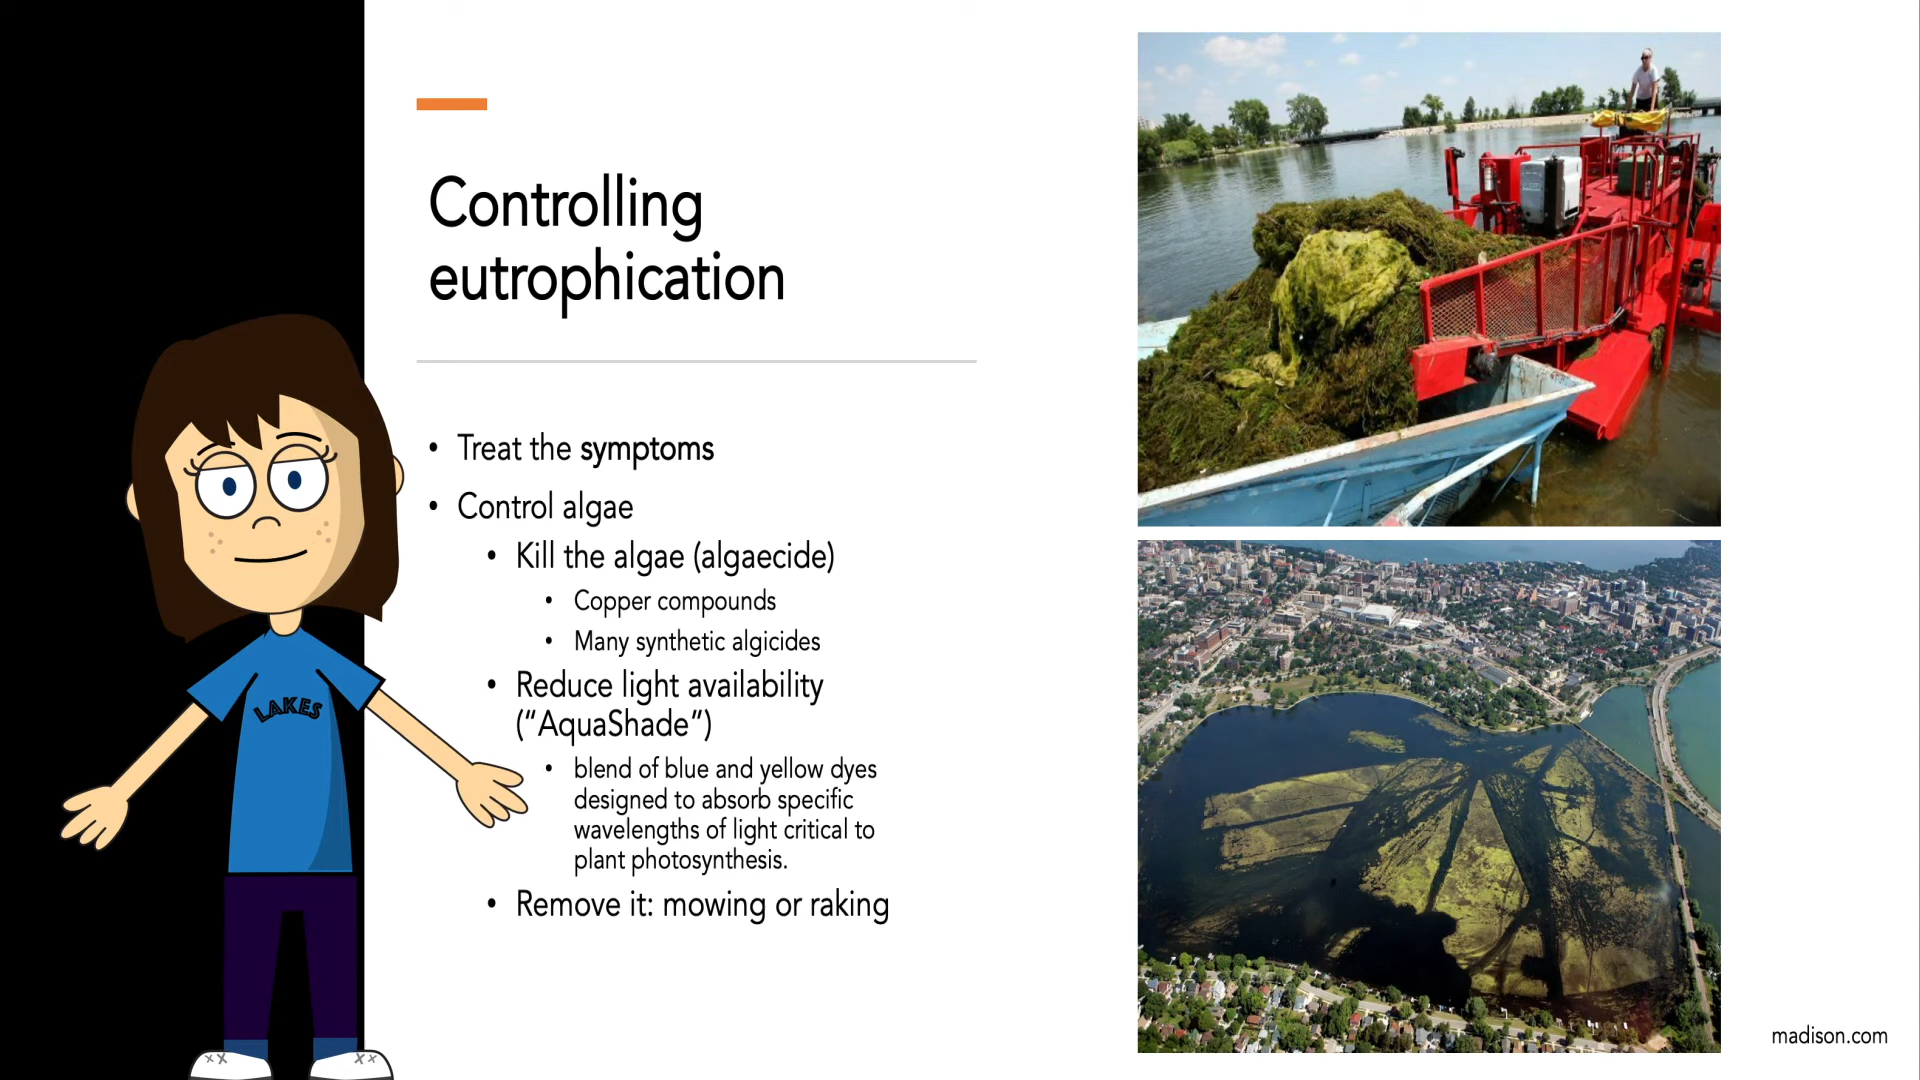 Controlling
eutrophication
• Treat the symptoms
• Control algae
• Kill the algae (algaecide)
• Copper compounds
• Many synthetic algicides
• Reduce light availability
(“AquaShade”)
• blend of blue and yellow dyes
designed to absorb specific
wavelengths of light critical to
plant photosynthesis.
• Remove it: mowing or raking
LAKES
madison.com